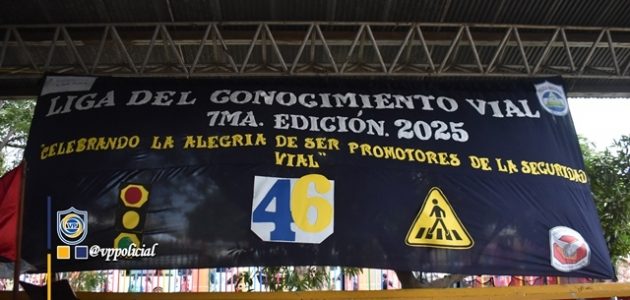 LIGA DEL CONOCIMIENTO VIAL
7MA. EDICIÓN. 2025
"CELEBRANDO LA ALEGRIA DE SER PROMOTORES DE LA SEGURIDAD
VIAL"
46
@vppolicial